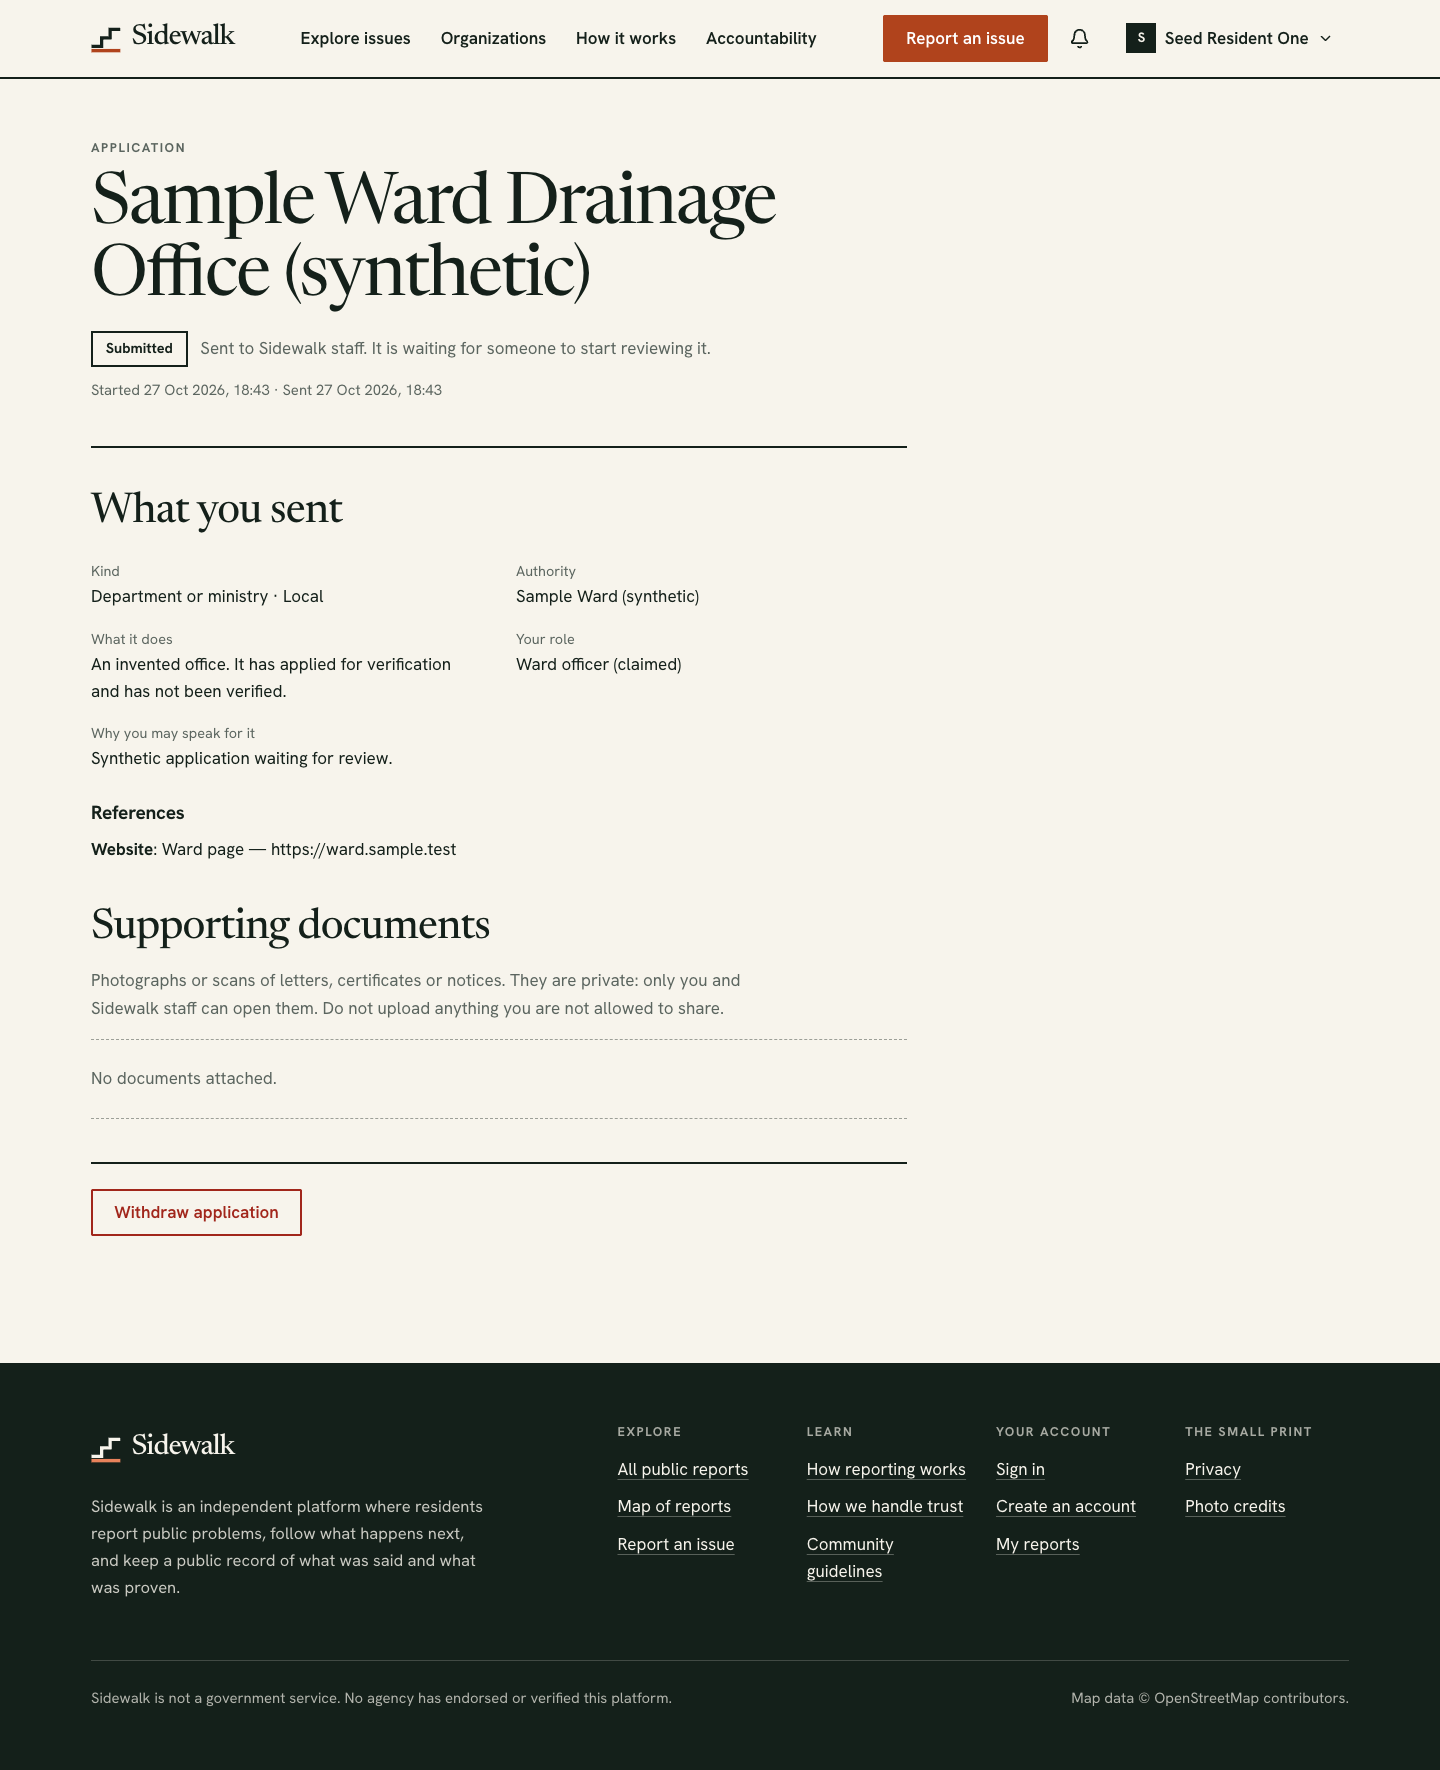 Sidewalk
Explore issues
Organizations
How it works
Accountability
Report an issue
S
Seed Resident One
APPLICATION
Sample Ward Drainage
Office (synthetic)
Submitted
Sent to Sidewalk staff. It is waiting for someone to start reviewing it.
Started 27 Oct 2026, 18:43 · Sent 27 Oct 2026, 18:43
What you sent
Kind
Department or ministry · Local
Authority
Sample Ward (synthetic)
What it does
An invented office. It has applied for verification
and has not been verified.
Your role
Ward officer (claimed)
Why you may speak for it
Synthetic application waiting for review.
References
Website: Ward page — https://ward.sample.test
Supporting documents
Photographs or scans of letters, certificates or notices. They are private: only you and
Sidewalk staff can open them. Do not upload anything you are not allowed to share.
No documents attached.
Withdraw application
Sidewalk
Sidewalk is an independent platform where residents
report public problems, follow what happens next,
and keep a public record of what was said and what
was proven.
EXPLORE
All public reports
Map of reports
Report an issue
LEARN
How reporting works
How we handle trust
Community
guidelines
YOUR ACCOUNT
Sign in
Create an account
My reports
THE SMALL PRINT
Privacy
Photo credits
Sidewalk is not a government service. No agency has endorsed or verified this platform.
Map data © OpenStreetMap contributors.